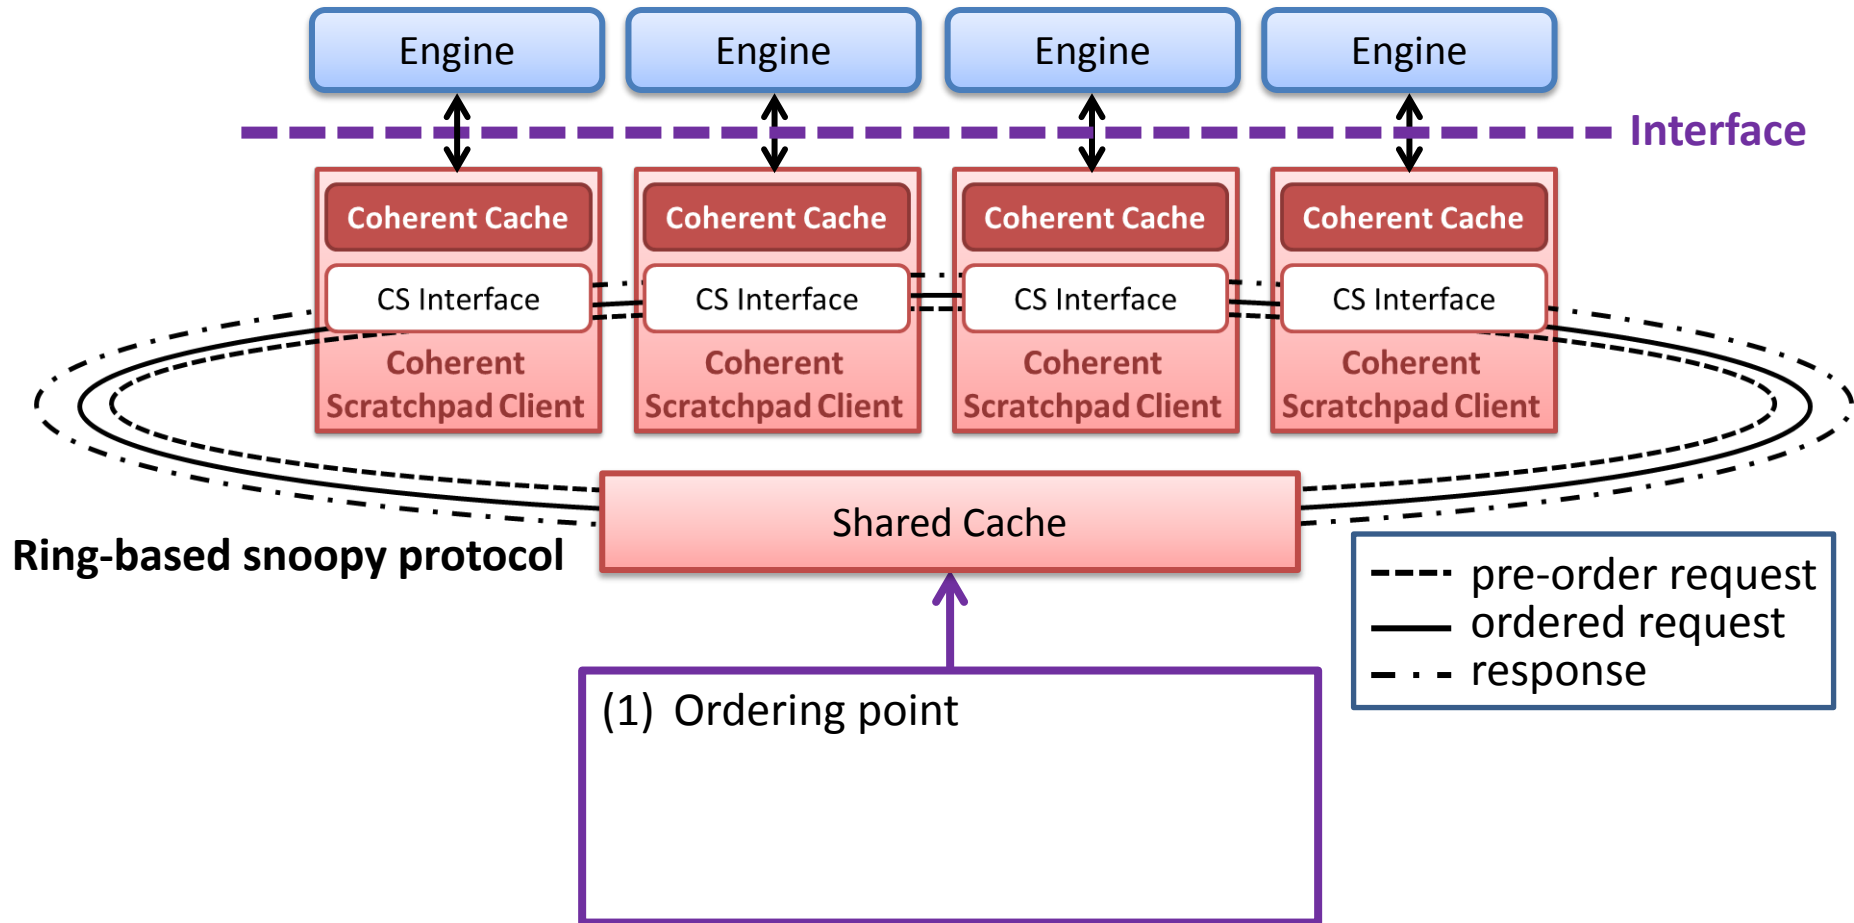 Engine Engine Engine Engine
Interface
Coherent Cache Coherent Cache Coherent Cache Coherent Cache
CS Interface CS Interface CS Interface CS Interface
Coherent Coherent Coherent Coherent
Scratchpad Client Scratchpad Client Scratchpad Client Scratchpad Client
Shared Cache
Ring-based snoopy protocol
pre-order request
ordered request
response
(1) Ordering point